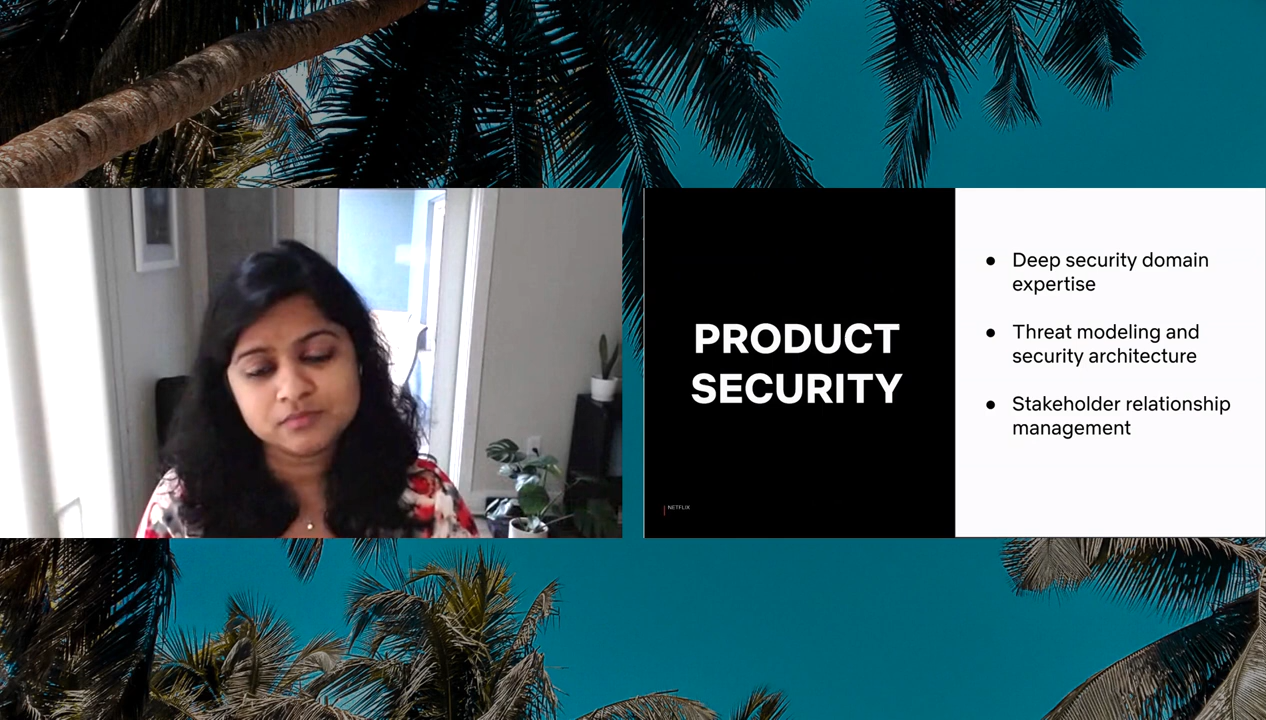 PRODUCT
SECURITY
NETFLIX
● Deep security domain
expertise
● Threat modeling and
security architecture
● Stakeholder relationship
management